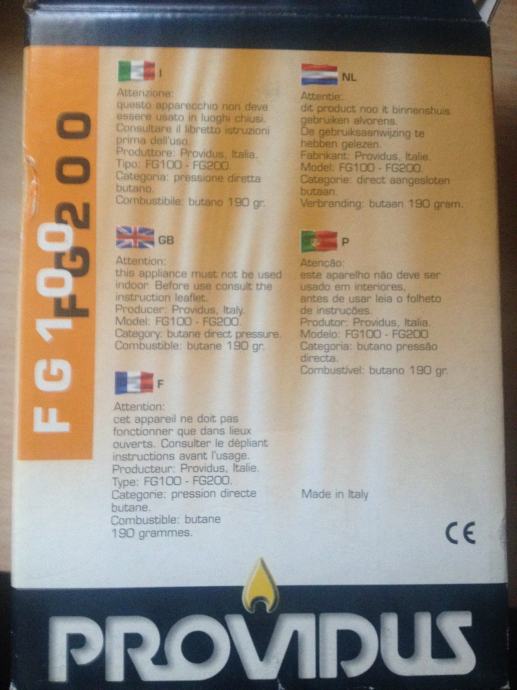 FG100
FG200
I
Attenzione:
questo apparecchio non deve
essere usato in luoghi chiusi.
Consultare il libretto istruzioni
prima dell'uso.
Produttore: Providus, Italia.
Tipo: FG100 - FG200.
Categoria: pressione diretta
butano.
Combustibile: butano 190 gr.
GB
Attention:
this appliance must not be used
indoor. Before use consult the
instruction leaflet.
Producer: Providus, Italy.
Model: FG100 - FG200
Category: butane direct pressure.
Combustible: butane 190 gr.
F
Attention:
cet appareil ne doit pas
fonctionner que dans lieux
ouverts. Consulter le dépliant
instructions avant l'usage.
Producteur: Providus, Italie.
Type: FG100 - FG200.
Categorie: pression directe
butane.
Combustible: butane
190 grammes.
NL
Attentie:
dit product noo it binnenshuis
gebruiken alvorens.
De gebruiksaanwizing te
hebben gelezen.
Fabrikant: Providus, Italie.
Model: FG100 - FG200
Categorie: direct aangesloten
butaan.
Verbranding: butaan 190 gram.
P
Atenção:
este aparelho não deve ser
usado em interiores,
antes de usar leia o folheto
de instrucões.
Produtor: Providus, Italia.
Modelo: FG100 - FG200
Categoria: butano pressão
directa.
Combustível: butano 190 gr.
Made in Italy
CE
PROVIDUS